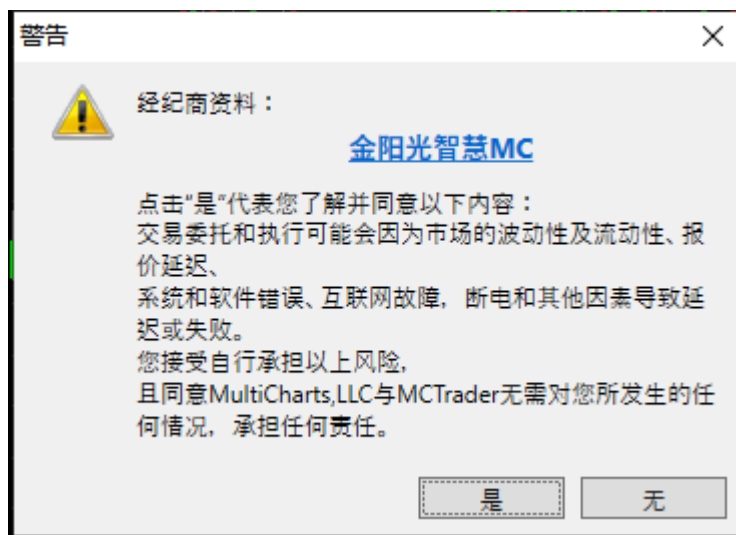 警告
经纪商资料：
金阳光智慧MC
点击“是”代表您了解并同意以下内容：
交易委托和执行可能会因为市场的波动性及流动性、报
价延迟、
系统和软件错误、互联网故障，断电和其他因素导致延
迟或失败。
您接受自行承担以上风险，
且同意MultiCharts,LLC与MCTrader无需对您所发生的任
何情况，承担任何责任。
是
无